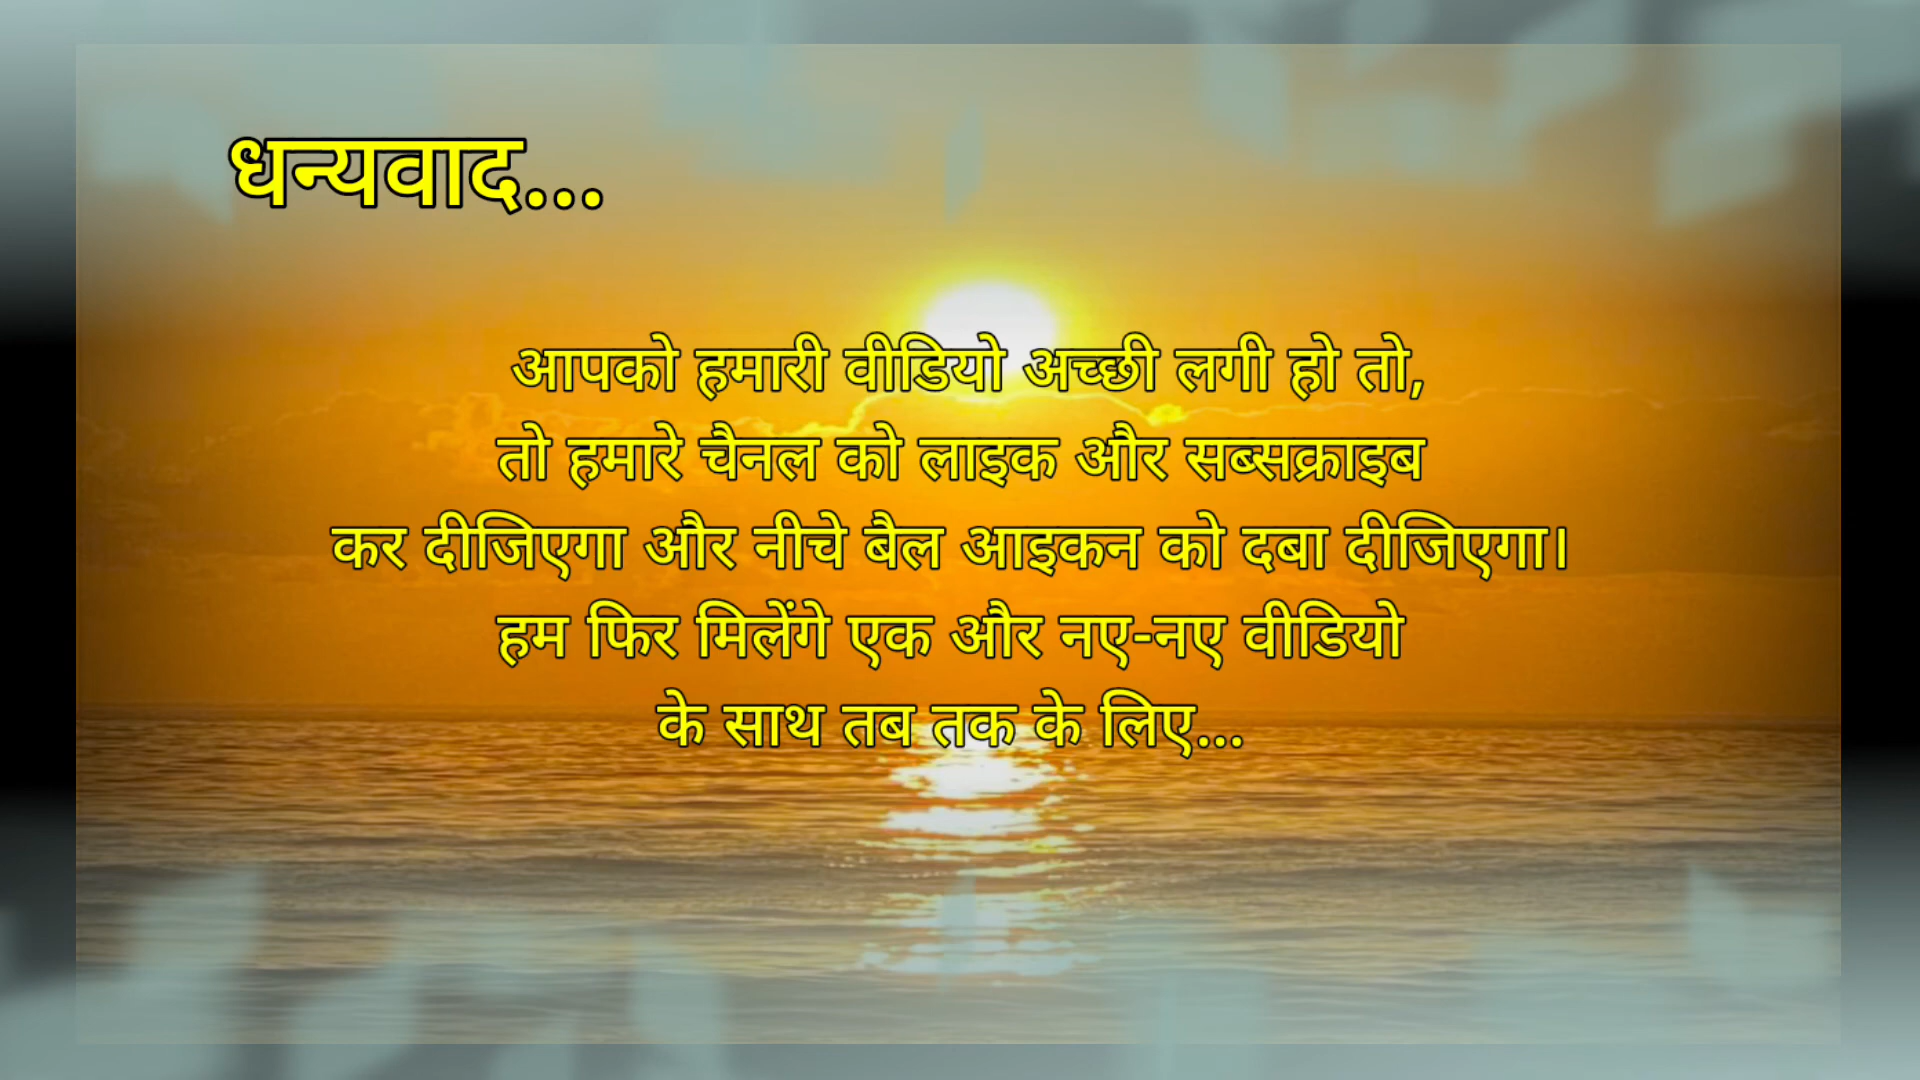 धन्यवाद...
आपको हमारी वीडियो अच्छी लगी हो तो,
तो हमारे चैनल को लाइक और सब्सक्राइब
कर दीजिएगा और नीचे बैल आइकन को दबा दीजिएगा।
हम फिर मिलेंगे एक और नए-नए वीडियो
के साथ तब तक के लिए...